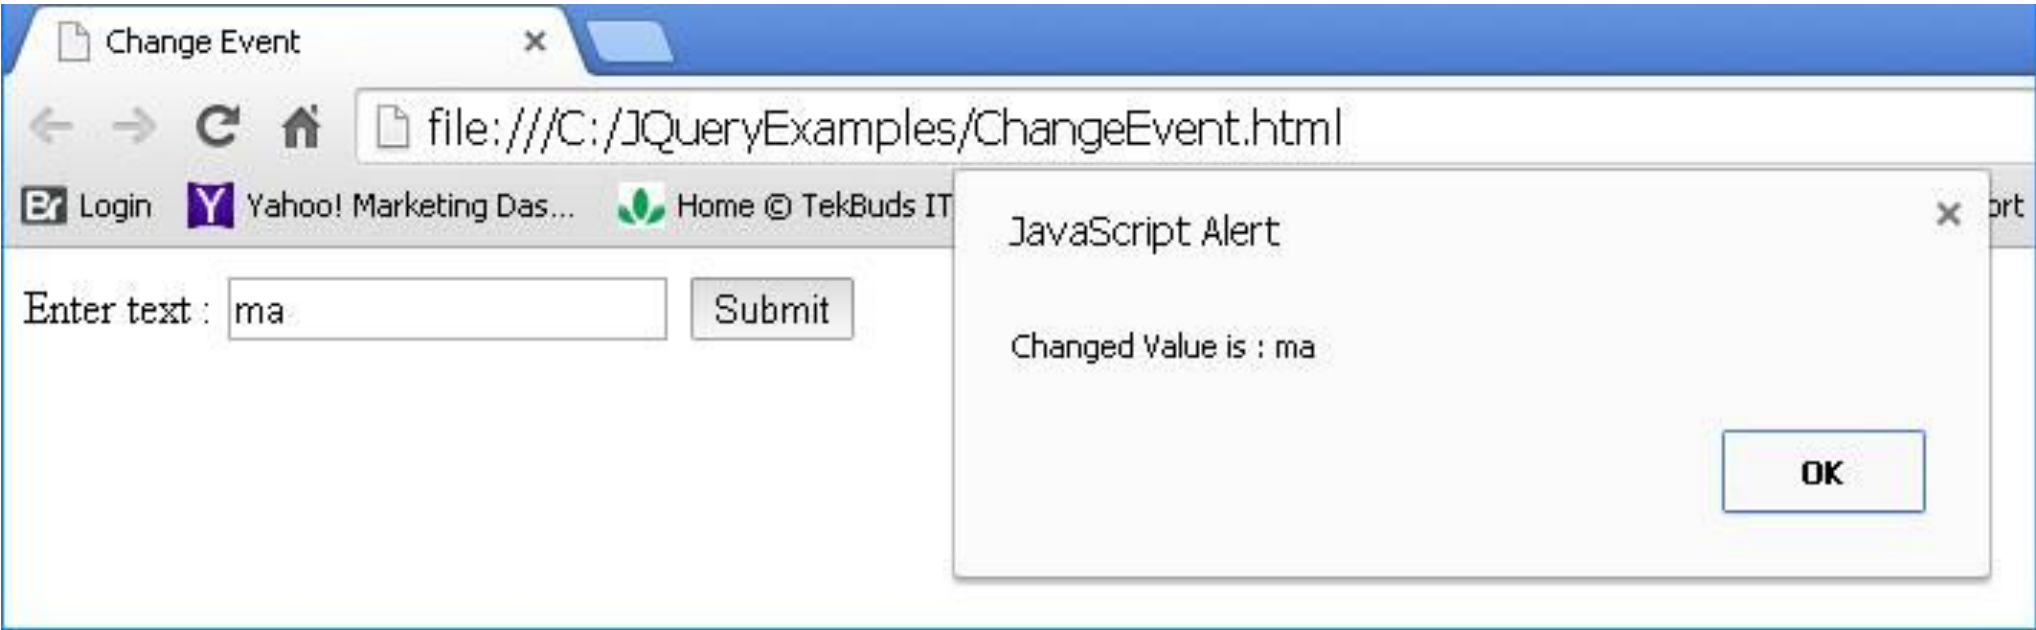 Change Event
file:///C:/JQueryExamples/ChangeEvent.html
Br Login Yahoo! Marketing Das... Home © TekBuds IT
JavaScript Alert
Enter text : ma Submit
Changed Value is : ma
OK